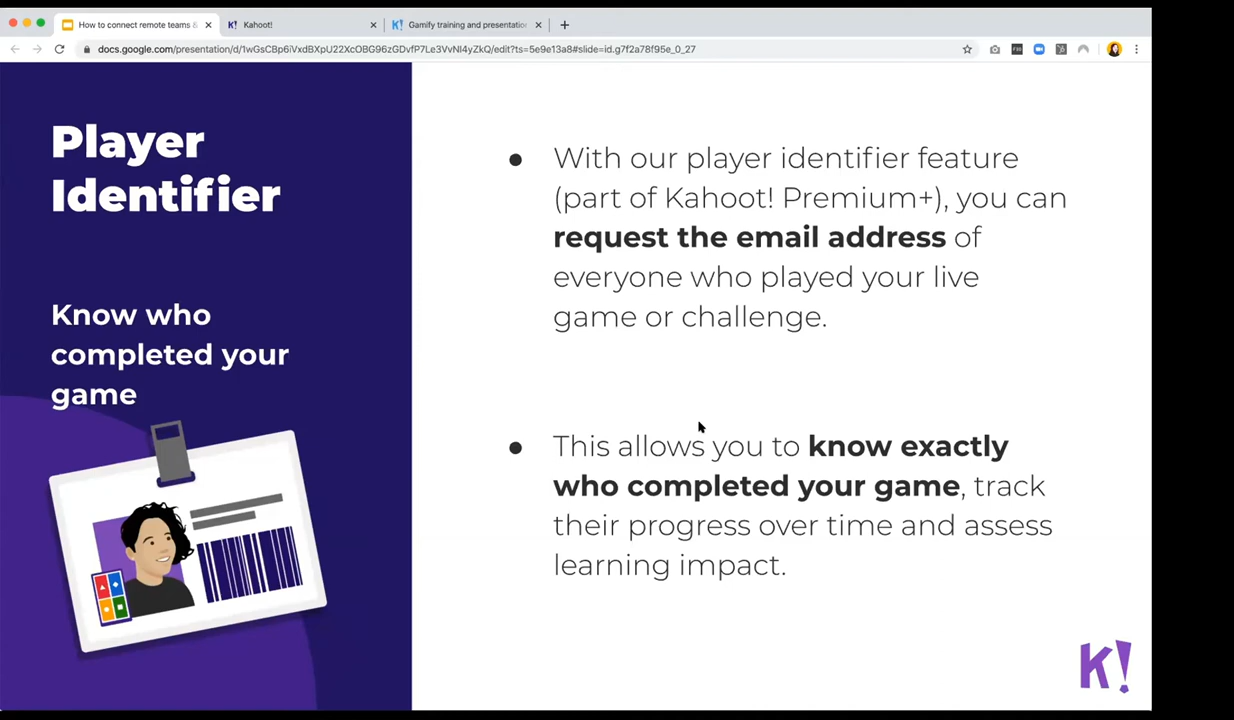 How to connect remote teams &
Kahoot!
Gamify training and presentation
docs.google.com/presentation/d/1wGsCBp6iVxdBXpU22XcOBG96zGDvfP7Le3VvNI4yZkQ/edit?ts=5e9e13a8#slide=id.g7f2a78f95e_0_27
Player
Identifier
Know who
completed your
game
● With our player identifier feature
(part of Kahoot! Premium+), you can
request the email address of
everyone who played your live
game or challenge.
● This allows you to know exactly
who completed your game, track
their progress over time and assess
learning impact.
K!